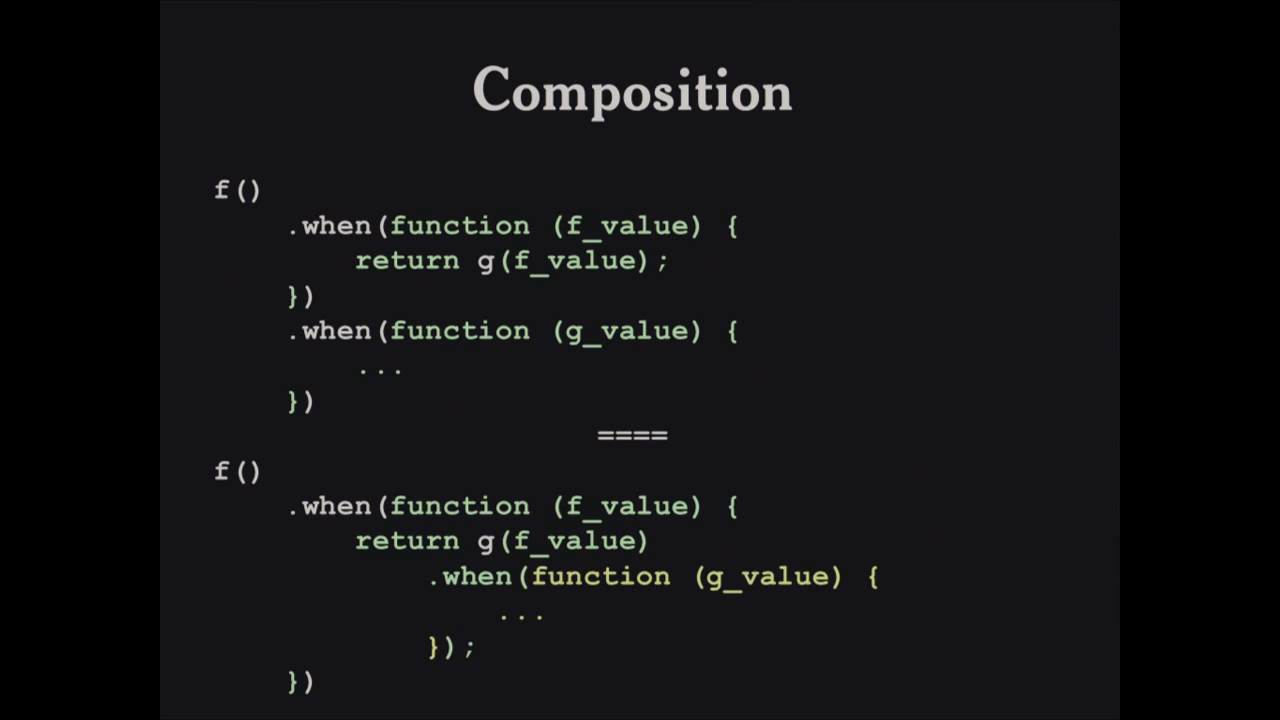 Composition
f()
.when(function (f_value) {
return g(f_value);
})
.when(function (g_value) {
...
})
====
f()
.when(function (f_value) {
return g(f_value)
.when(function (g_value) {
...
});
})